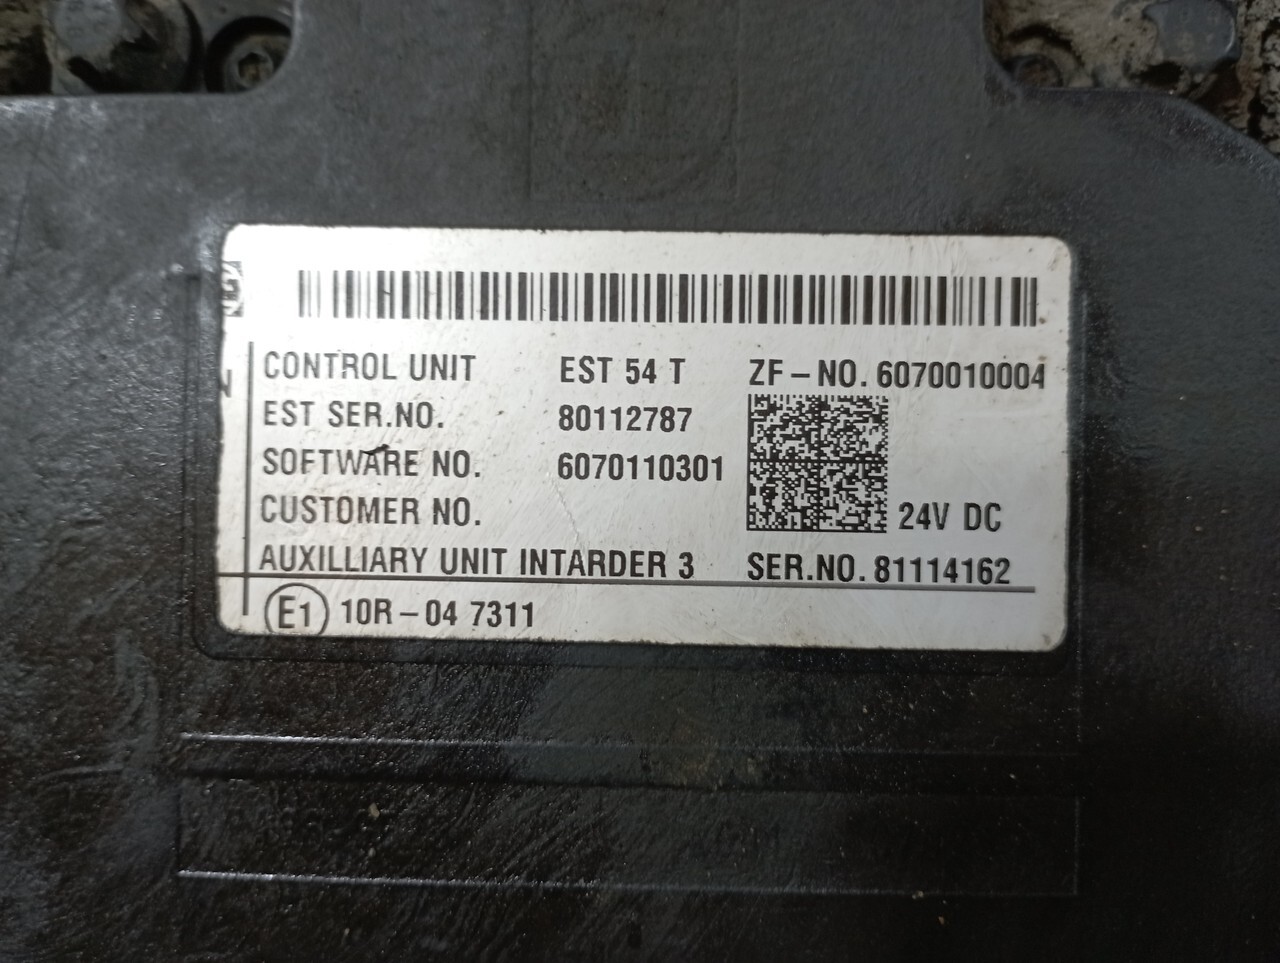 CONTROL UNIT EST 54 T ZF-NO. 6070010004
EST SER.NO. 80112787
SOFTWARE NO. 6070110301
CUSTOMER NO. 24V DC
AUXILLIARY UNIT INTARDER 3 SER.NO. 81114162
E1 10R-04 7311